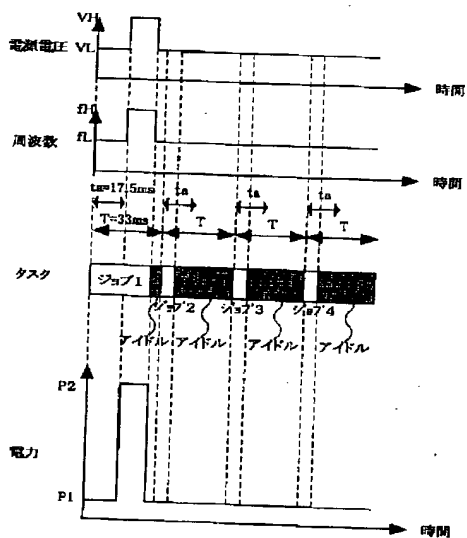 VH
電源電圧 VL
時間
fH
周波数 fL
時間
ta=17.5ms ta ta ta
T=33ms T T T
タスク ジョブ1
ジョブ2 ジョブ3 ジョブ4
アイドル アイドル アイドル アイドル
P2
電力
P1
時間